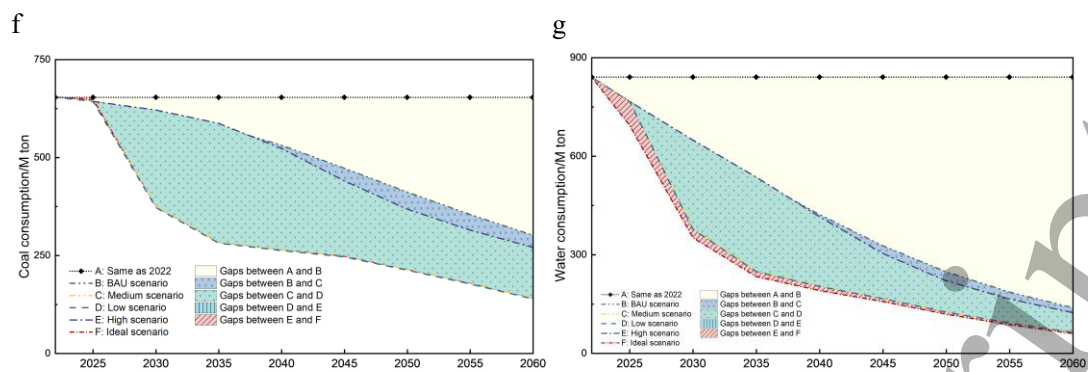 f
g
Coal consumption/M ton
750
500
250
0
2025 2030 2035 2040 2045 2050 2055 2060
A: Same as 2022
B: BAU scenario
C: Medium scenario
D: Low scenario
E: High scenario
F: Ideal scenario
Gaps between A and B
Gaps between B and C
Gaps between C and D
Gaps between D and E
Gaps between E and F
Water consumption/M ton
900
600
300
0
2025 2030 2035 2040 2045 2050 2055 2060
A: Same as 2022
B: BAU scenario
C: Medium scenario
D: Low scenario
E: High scenario
F: Ideal scenario
Gaps between A and B
Gaps between B and C
Gaps between C and D
Gaps between D and E
Gaps between E and F